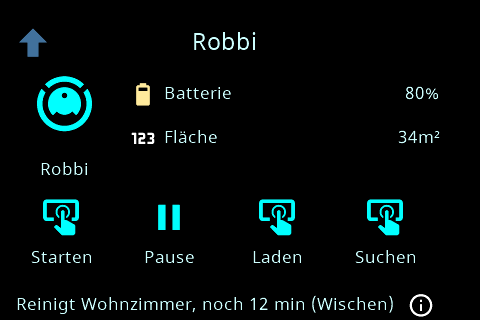 Robbi
Batterie 80%
123 Fläche 34m²
Robbi
Starten Pause Laden Suchen
Reinigt Wohnzimmer, noch 12 min (Wischen)